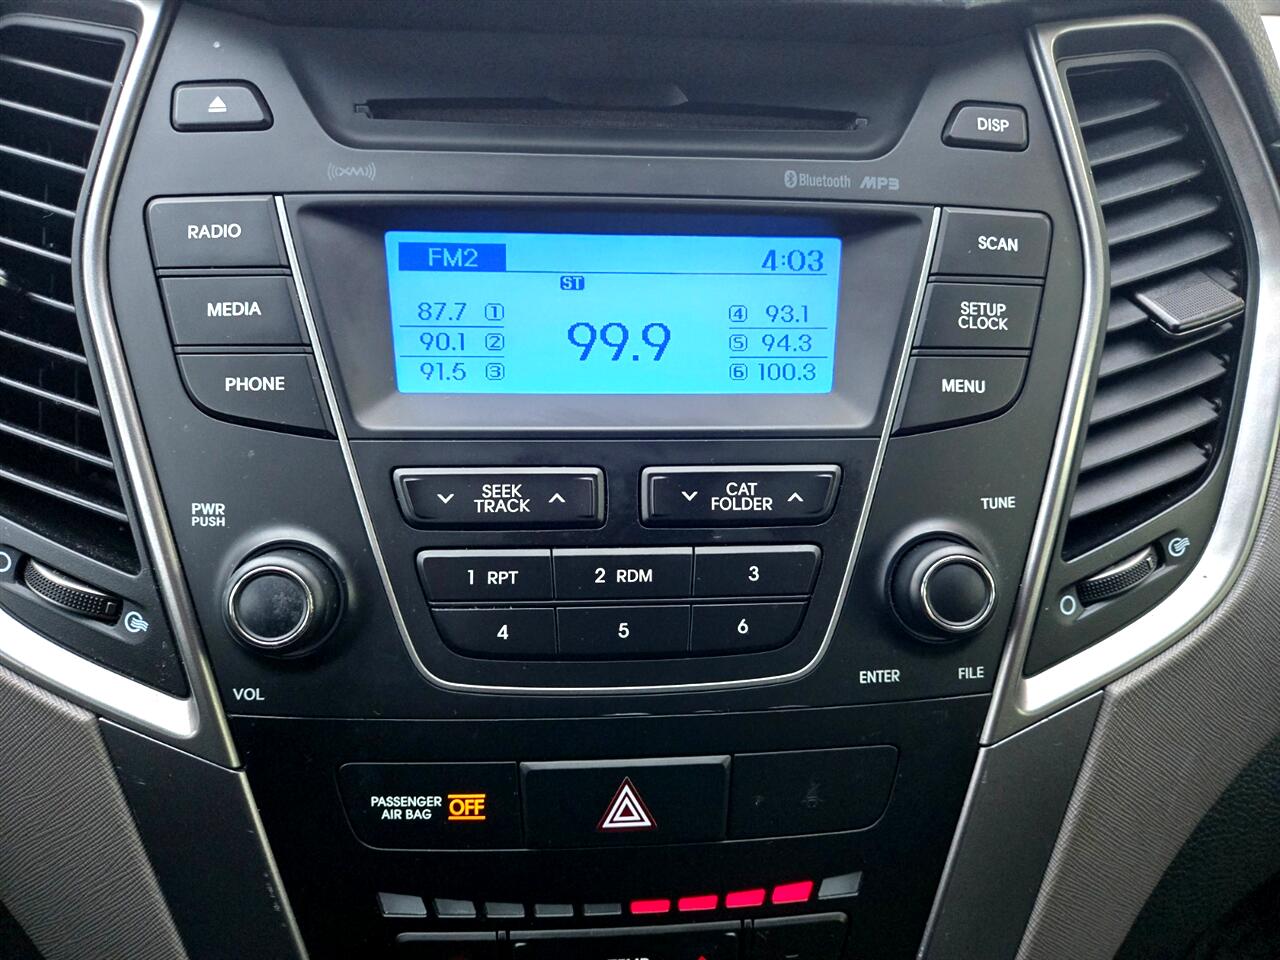 DISP
XM
Bluetooth MP3
RADIO
MEDIA
PHONE
FM2 4:03
ST
87.7 1
90.1 2
91.5 3
99.9
4 93.1
5 94.3
6 100.3
SCAN
SETUP
CLOCK
MENU
SEEK
TRACK
CAT
FOLDER
PWR
PUSH
VOL
1 RPT
2 RDM
3
4
5
6
TUNE
ENTER
FILE
PASSENGER
AIR BAG
OFF